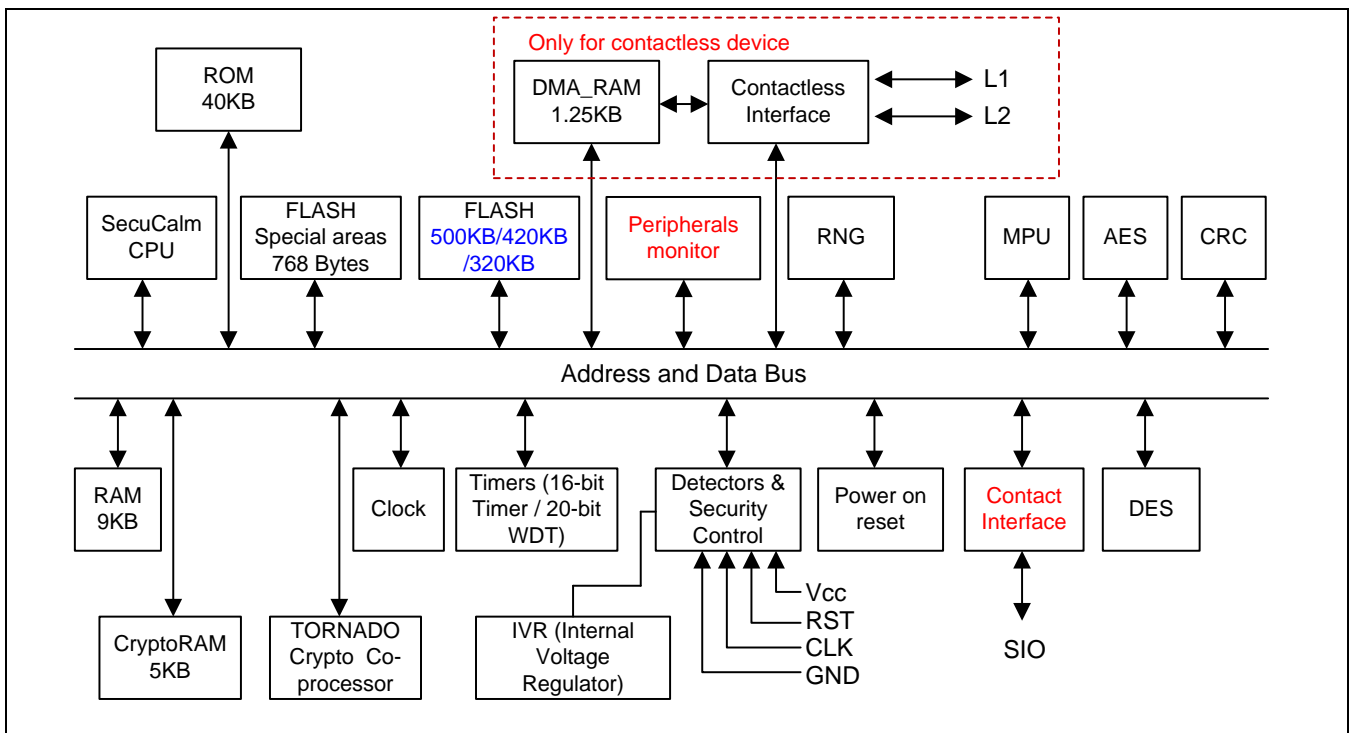 Only for contactless device
ROM
40KB
DMA_RAM
1.25KB
Contactless
Interface
L1
L2
SecuCalm
CPU
FLASH
Special areas
768 Bytes
FLASH
500KB/420KB
/320KB
Peripherals
monitor
RNG
MPU
AES
CRC
Address and Data Bus
RAM
9KB
Clock
Timers (16-bit
Timer / 20-bit
WDT)
Detectors &
Security
Control
Power on
reset
Contact
Interface
DES
CryptoRAM
5KB
TORNADO
Crypto Co-
processor
IVR (Internal
Voltage
Regulator)
Vcc
RST
CLK
GND
SIO